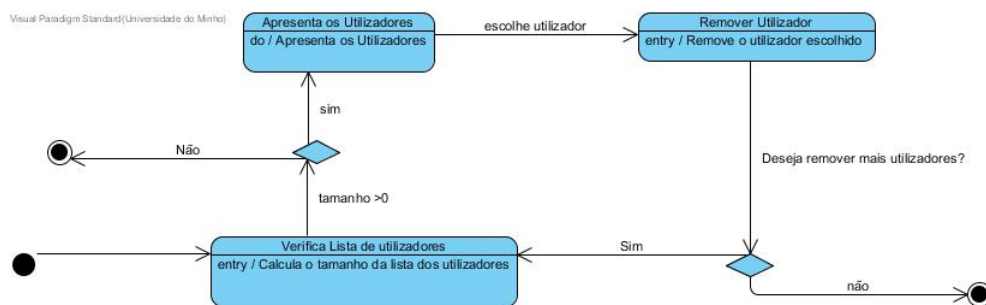 Visual Paradigm Standard(Universidade do Minho)
Apresenta os Utilizadores
do / Apresenta os Utilizadores
escolhe utilizador
Remover Utilizador
entry / Remove o utilizador escolhido
sim
Não
Deseja remover mais utilizadores?
tamanho >0
Verifica Lista de utilizadores
entry / Calcula o tamanho da lista dos utilizadores
Sim
não